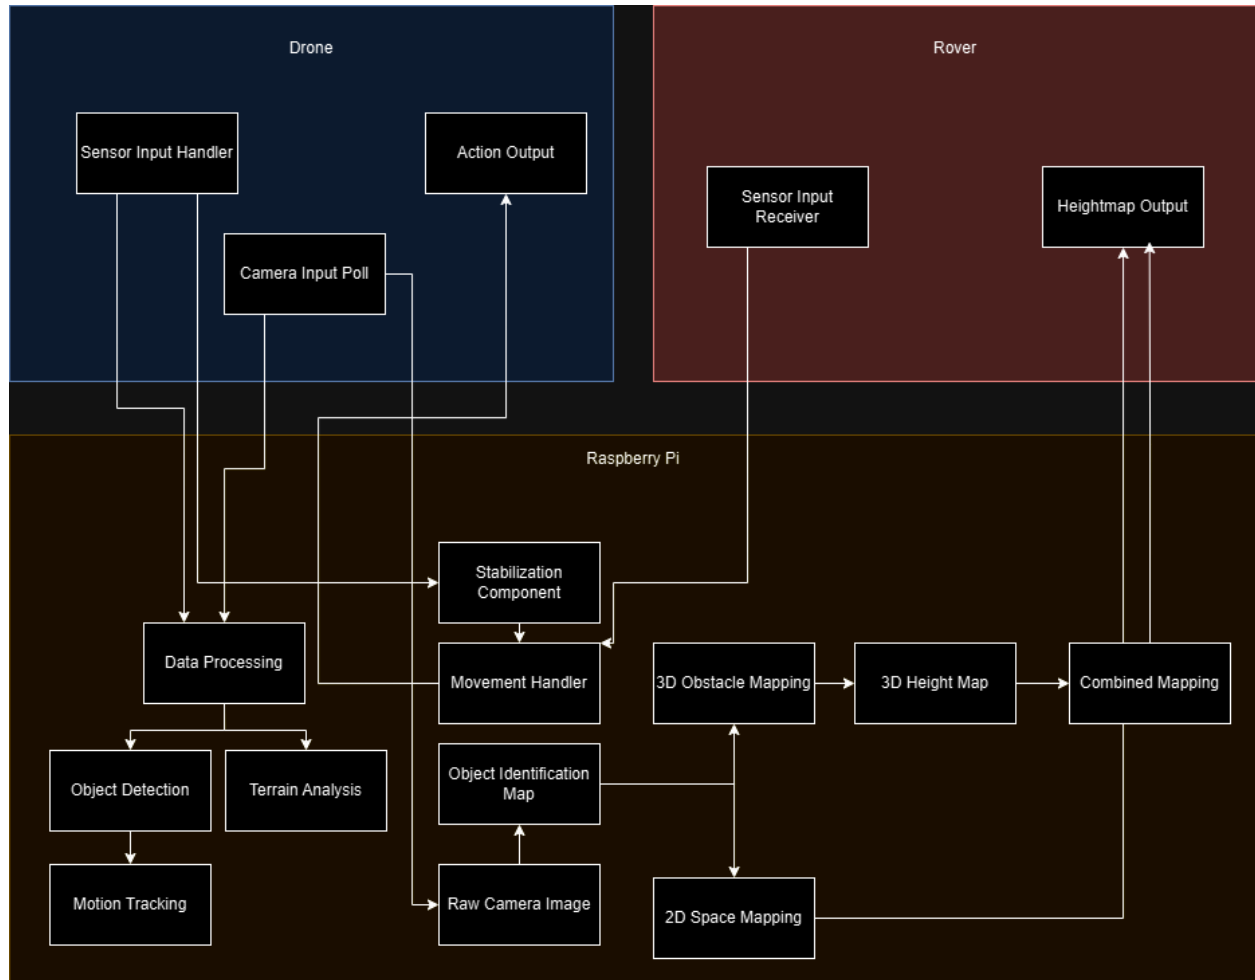 Drone
Sensor Input Handler
Action Output
Camera Input Poll
Rover
Sensor Input
Receiver
Heightmap Output
Raspberry Pi
Stabilization
Component
Data Processing
Movement Handler
3D Obstacle Mapping
3D Height Map
Combined Mapping
Object Detection
Terrain Analysis
Object Identification
Map
Motion Tracking
Raw Camera Image
2D Space Mapping